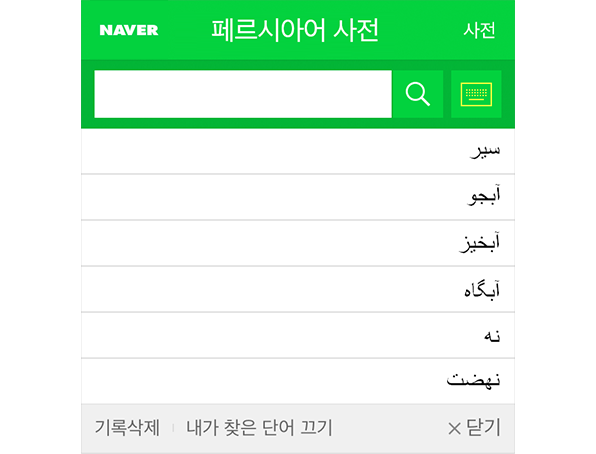 NAVER 페르시아어 사전 사전
سیر
آبجو
آبخیز
آبگاه
نه
نهضت
기록삭제 내가 찾은 단어 끄기 × 닫기